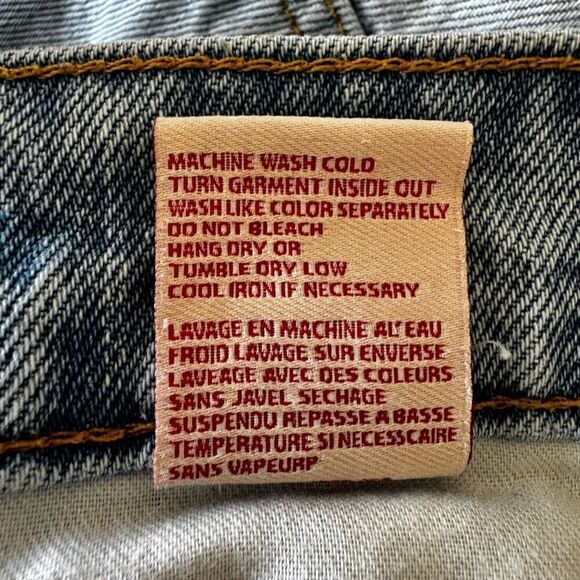 MACHINE WASH COLD
TURN GARMENT INSIDE OUT
WASH LIKE COLOR SEPARATELY
DO NOT BLEACH
HANG DRY OR
TUMBLE DRY LOW
COOL IRON IF NECESSARY
LAVAGE EN MACHINE AL'EAU
FROID LAVAGE SUR ENVERSE
LAVEAGE AVEC DES COLEURS
SANS JAVEL SECHAGE
SUSPENDU REPASSE A BASSE
TEMPERATURE SI NECESSCAIRE
SANS VAPEURP